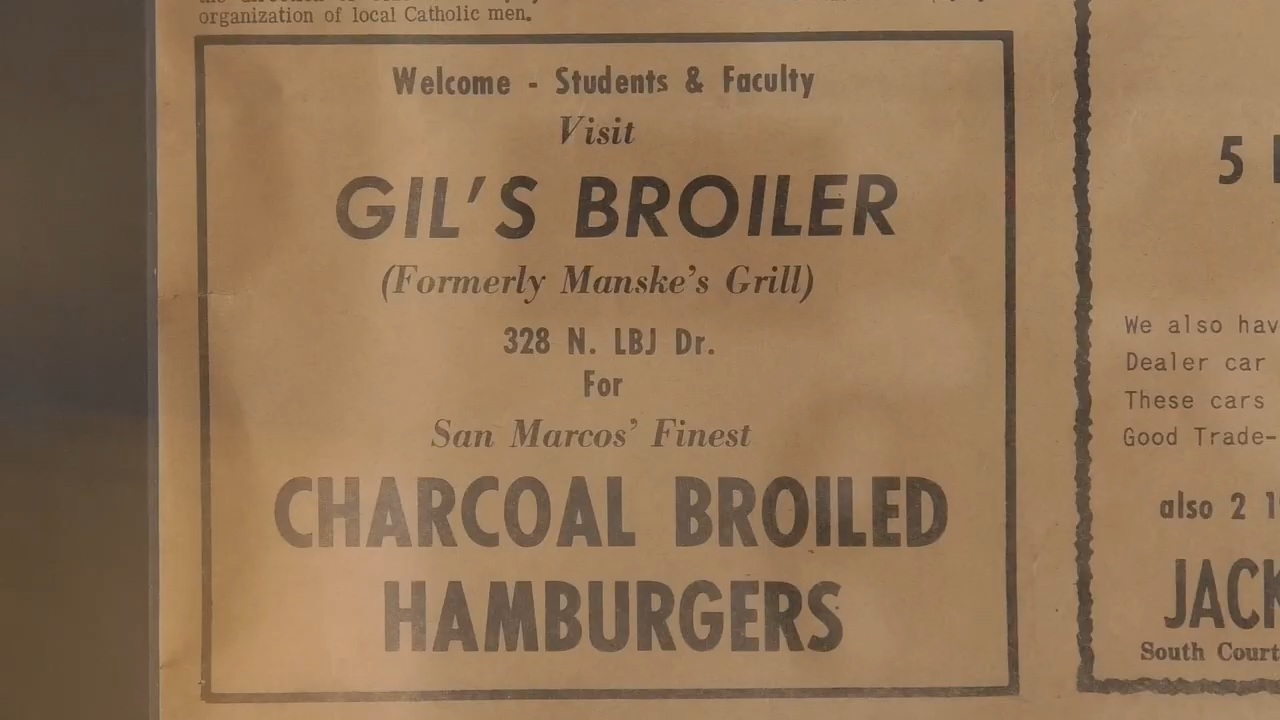 organization of local Catholic men.
Welcome - Students & Faculty
Visit
GIL'S BROILER
(Formerly Manske's Grill)
328 N. LBJ Dr.
For
San Marcos' Finest
CHARCOAL BROILED
HAMBURGERS
5
We also hav
Dealer car
These cars
Good Trade-
also 2 1
JACK
South Court